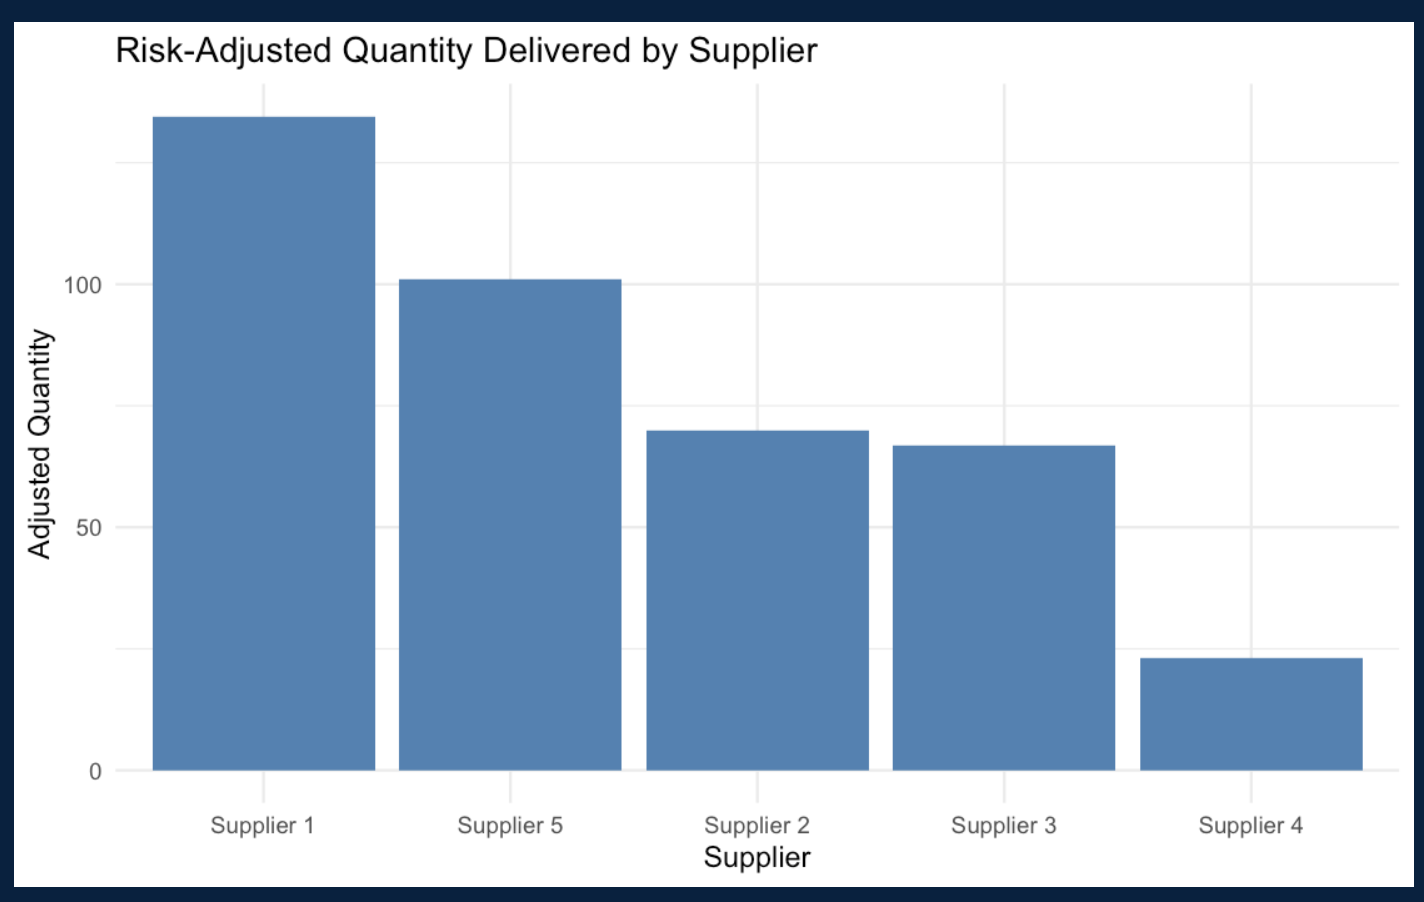 Risk-Adjusted Quantity Delivered by Supplier
Adjusted Quantity
100
50
0
Supplier 1
Supplier 5
Supplier 2
Supplier 3
Supplier 4
Supplier